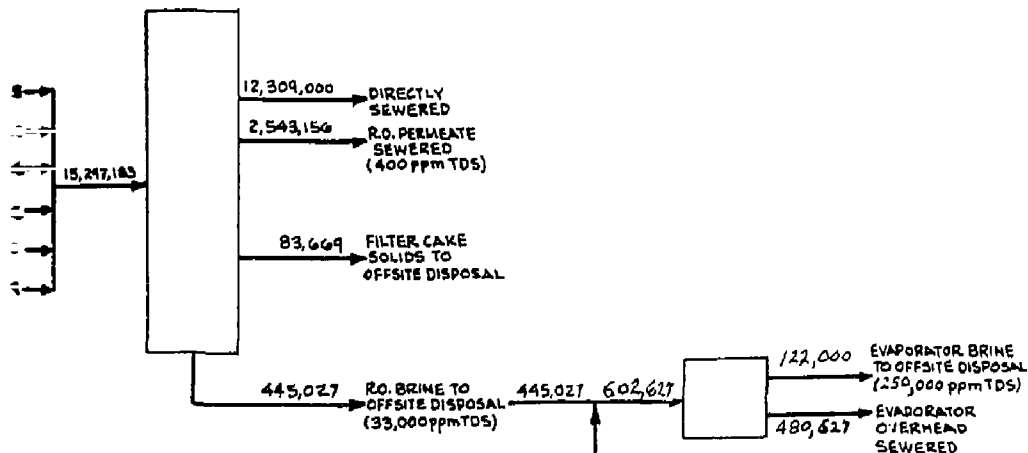 12,309,000
DIRECTLY
SEWERED
2,543,156
R.O. PERMEATE
SEWERED
(400 ppm TDS)
15,297,183
83,669
FILTER CAKE
SOLIDS TO
OFFSITE DISPOSAL
445,027
R.O. BRINE TO
OFFSITE DISPOSAL
(33,000 ppm TDS)
445,027
602,627
122,000
EVAPORATOR BRINE
TO OFFSITE DISPOSAL
(250,000 ppm TDS)
480,627
EVAPORATOR
OVERHEAD
SEWERED